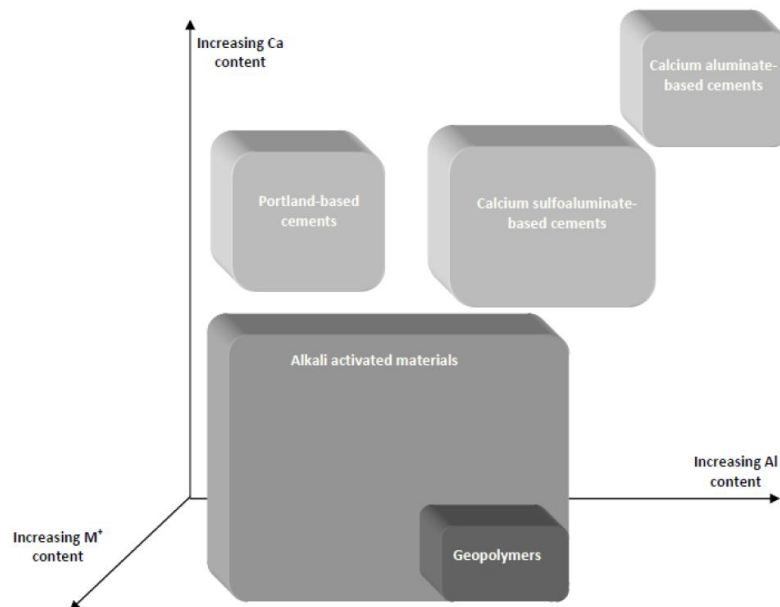 Increasing Ca
content
Calcium aluminate-
based cements
Portland-based
cements
Calcium sulfoaluminate-
based cements
Alkali activated materials
Increasing Al
content
Increasing M⁺
content
Geopolymers